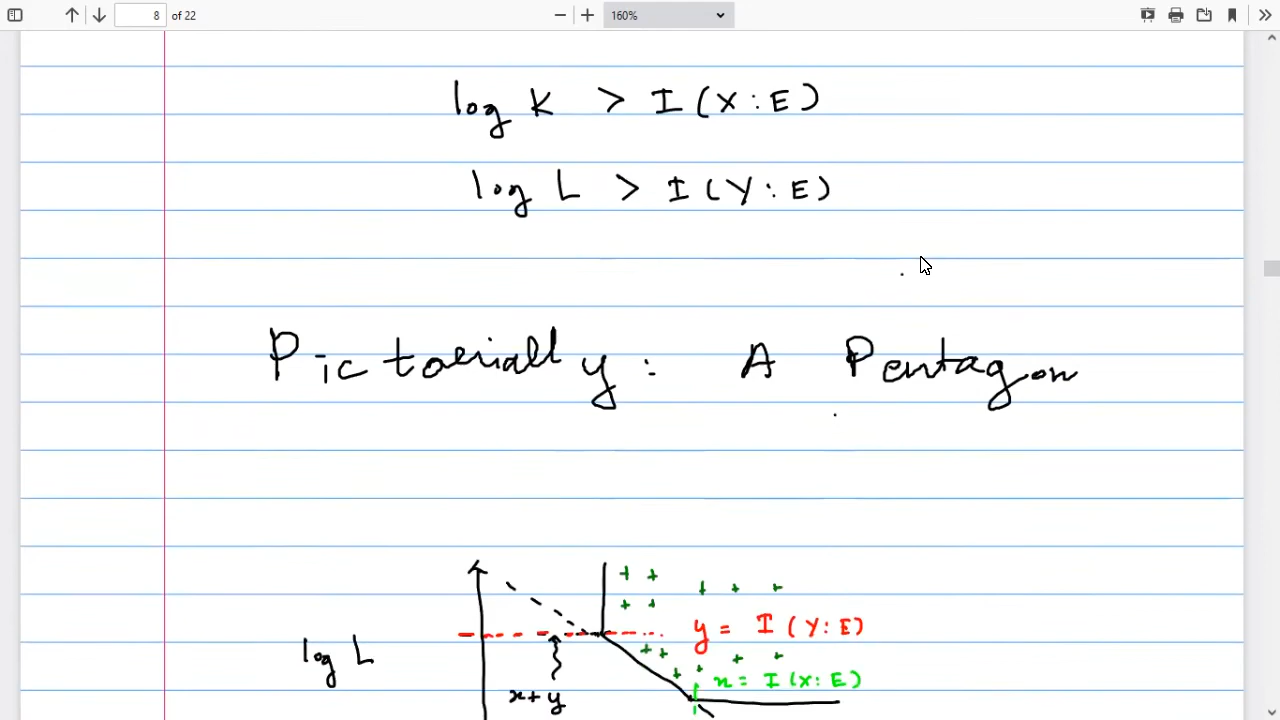 8 of 22 160%
log K > I(X:E)
log L > I(Y:E)
Pictorially: A Pentagon
y = I(Y:E)
log L
x = I(X:E)
x+y